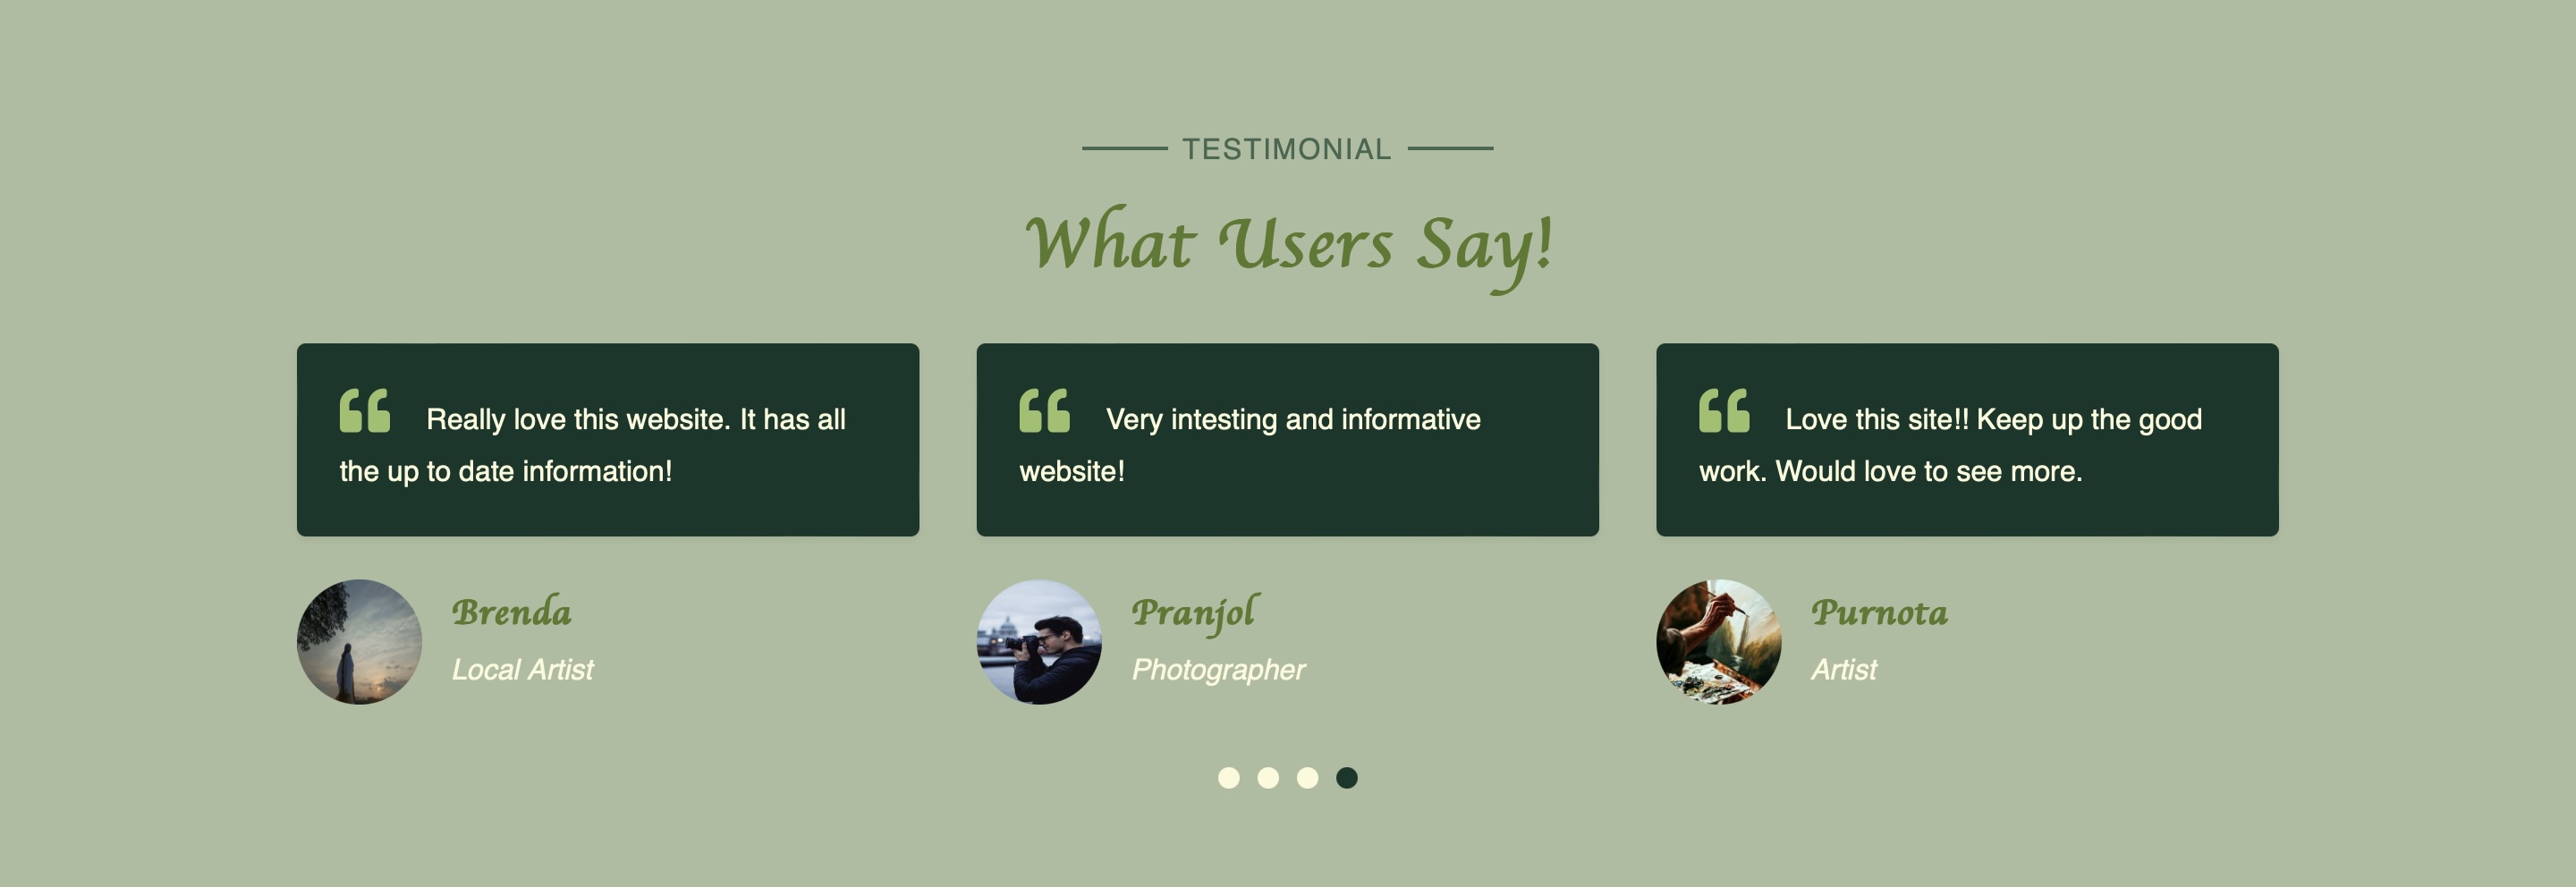 TESTIMONIAL
What Users Say!
Really love this website. It has all
the up to date information!
Very intesting and informative
website!
Love this site!! Keep up the good
work. Would love to see more.
Brenda
Local Artist
Pranjol
Photographer
Purnota
Artist